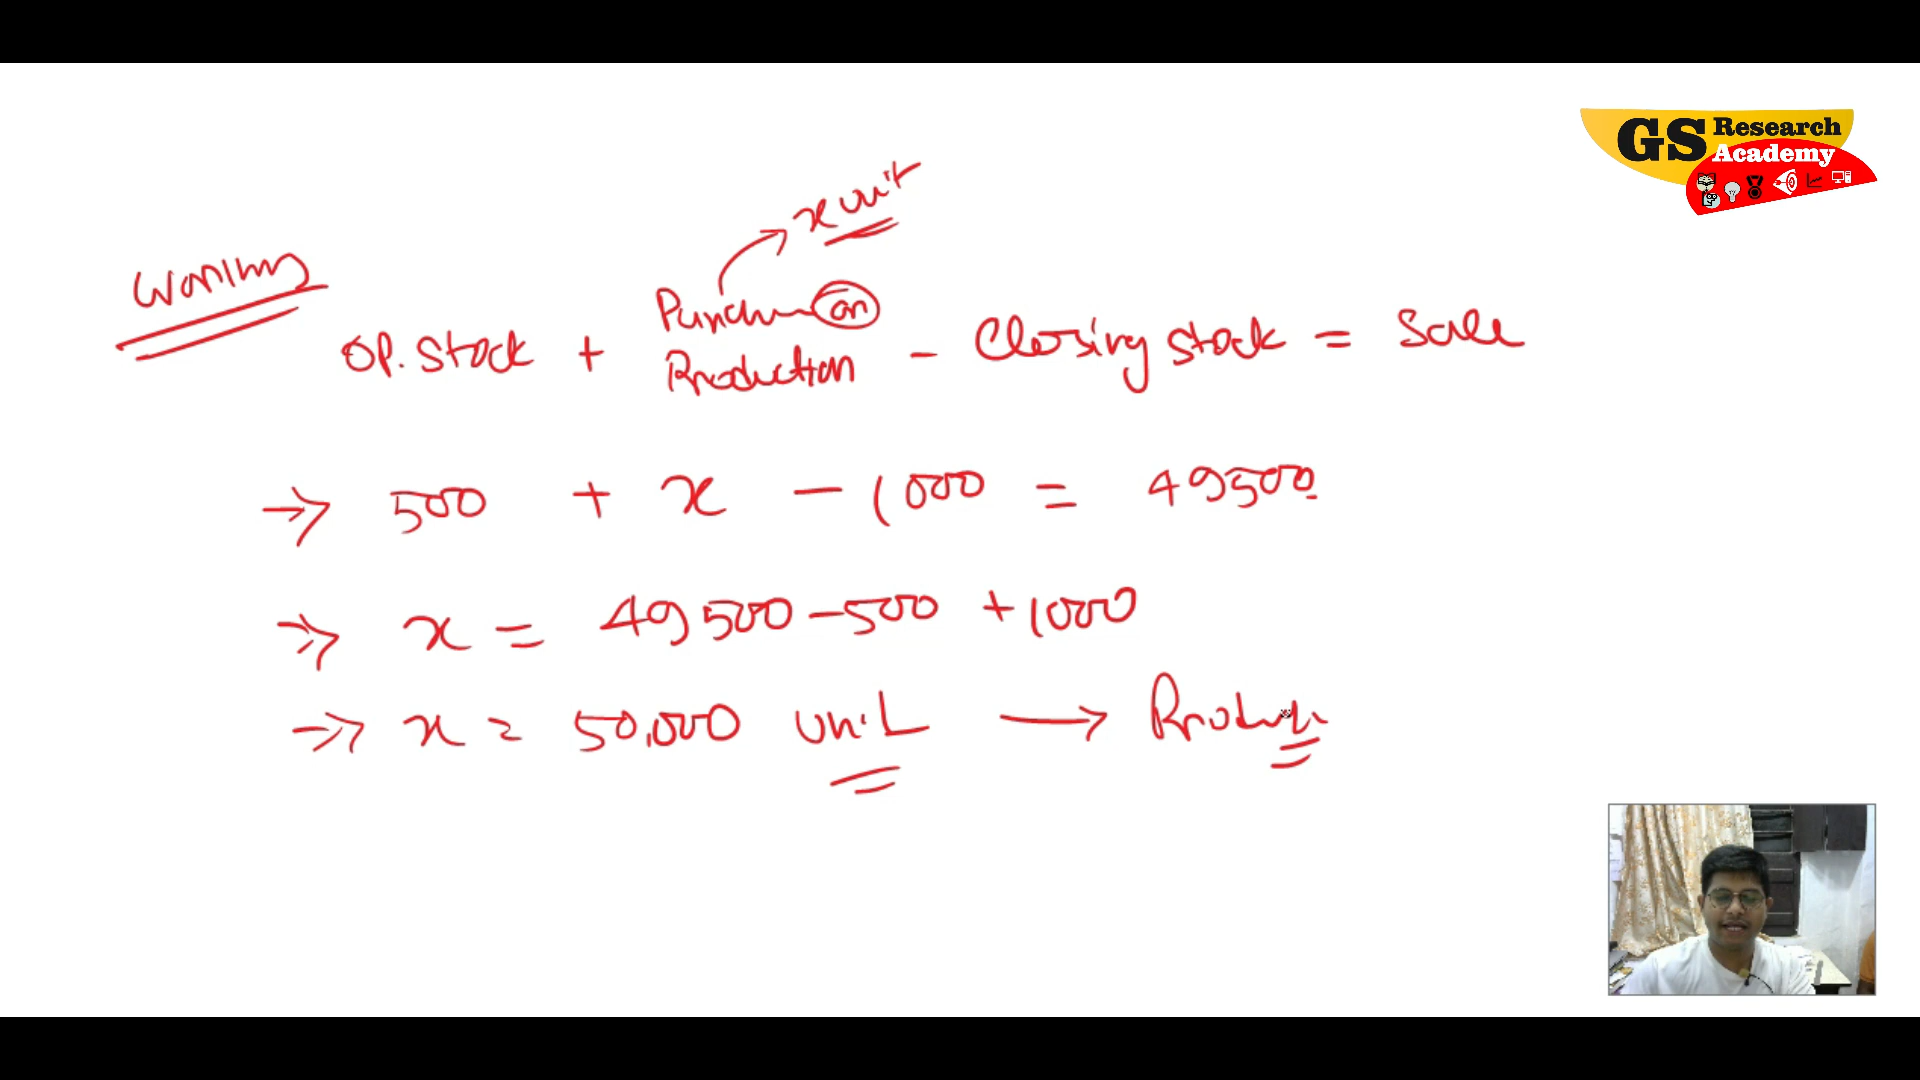 GS Research
Academy
x unit
Working
Purchase or
OP. Stock + Production - Closing stock = Sale
→ 500 + x - 1000 = 49500
→ x = 49500 - 500 + 1000
→ x = 50,000 unit →